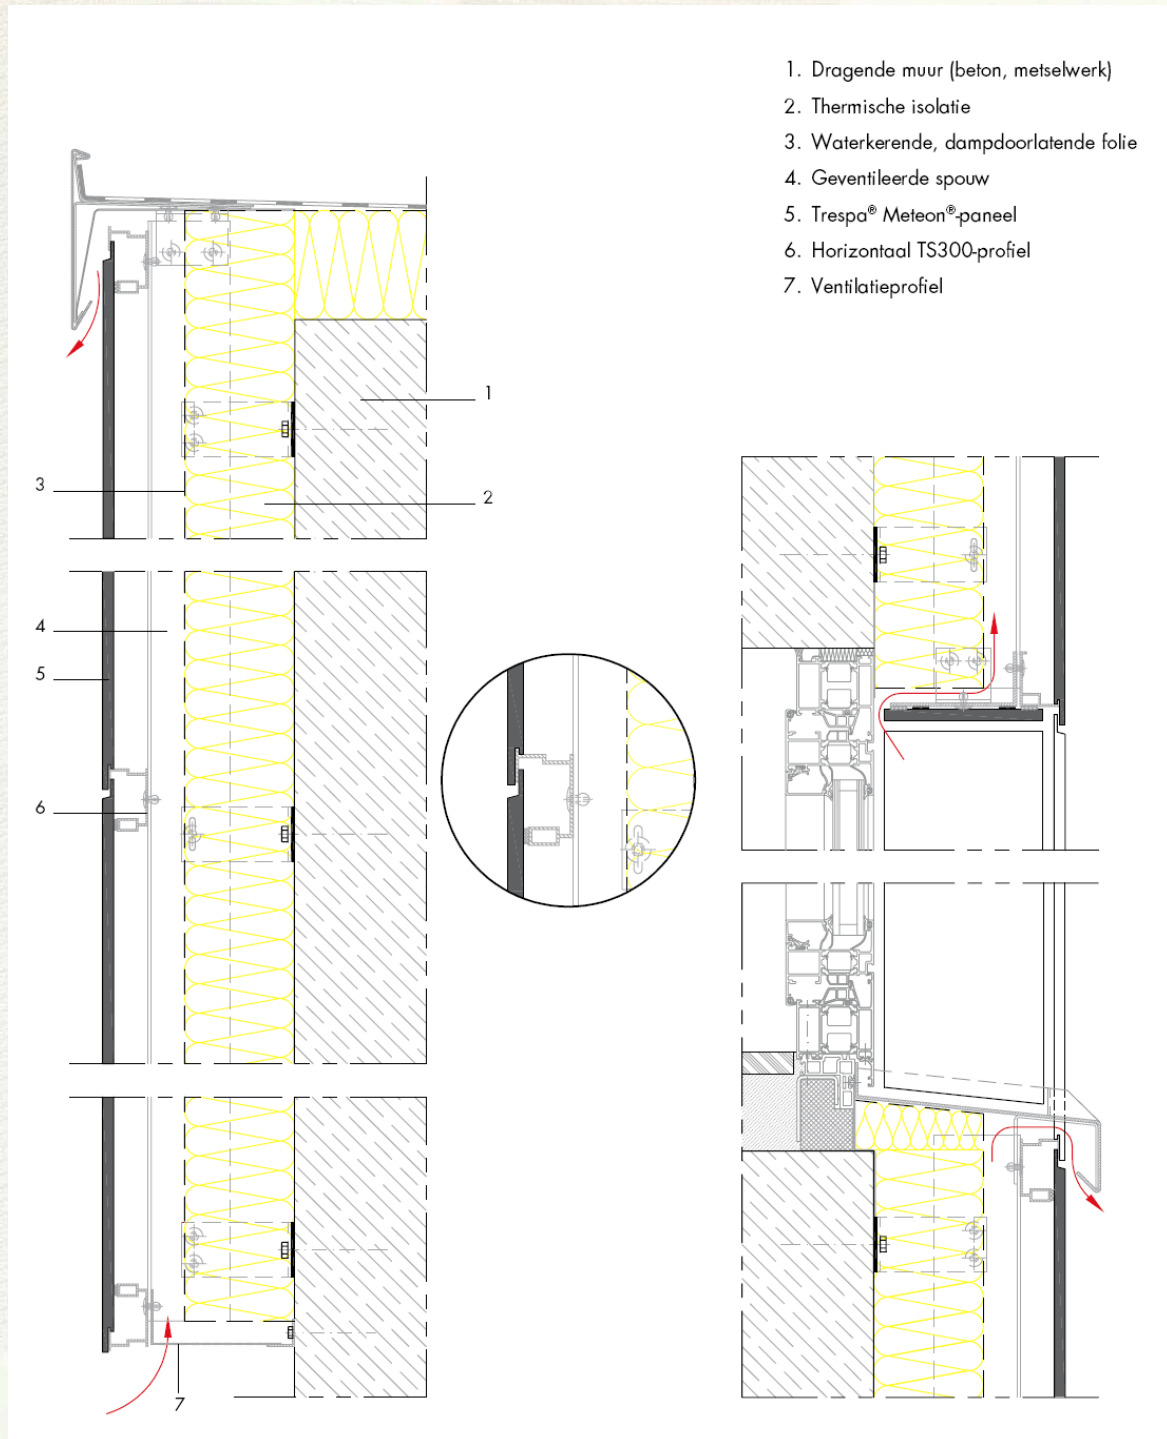 1. Dragende muur (beton, metselwerk)
2. Thermische isolatie
3. Waterkerende, dampdoorlatende folie
4. Geventileerde spouw
5. Trespa® Meteon®-paneel
6. Horizontaal TS300-profiel
7. Ventilatieprofiel
1
3
2
4
5
6
7